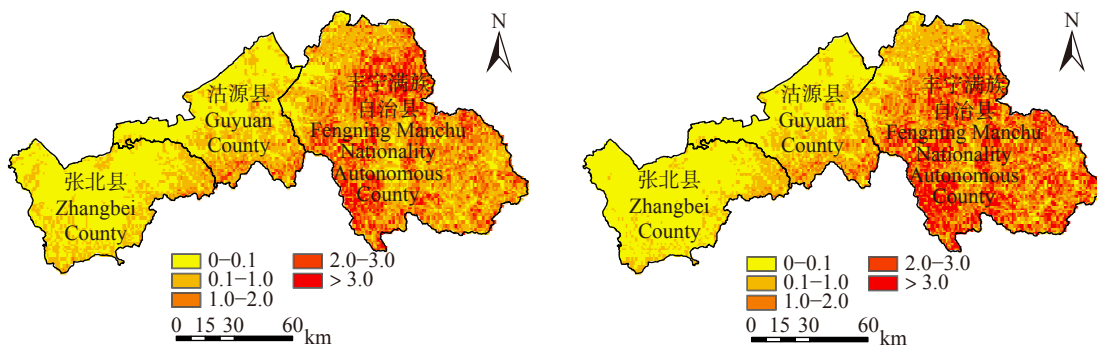 N
沽源县
Guyuan
County
丰宁满族
自治县
Fengning Manchu
Nationality
Autonomous
County
张北县
Zhangbei
County
0−0.1
0.1−1.0
1.0−2.0
2.0−3.0
> 3.0
0 15 30 60 km
N
沽源县
Guyuan
County
丰宁满族
自治县
Fengning Manchu
Nationality
Autonomous
County
张北县
Zhangbei
County
0−0.1
0.1−1.0
1.0−2.0
2.0−3.0
> 3.0
0 15 30 60 km